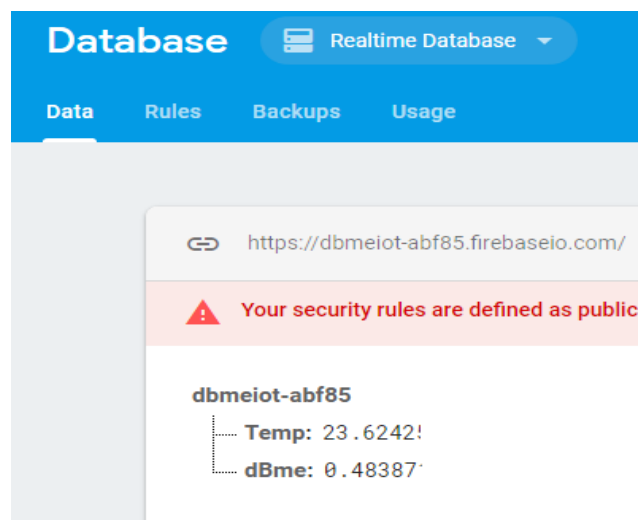 Database Realtime Database
Data Rules Backups Usage
https://dbmeiot-abf85.firebaseio.com/
Your security rules are defined as public
dbmeiot-abf85
Temp: 23.6242
dBme: 0.48387